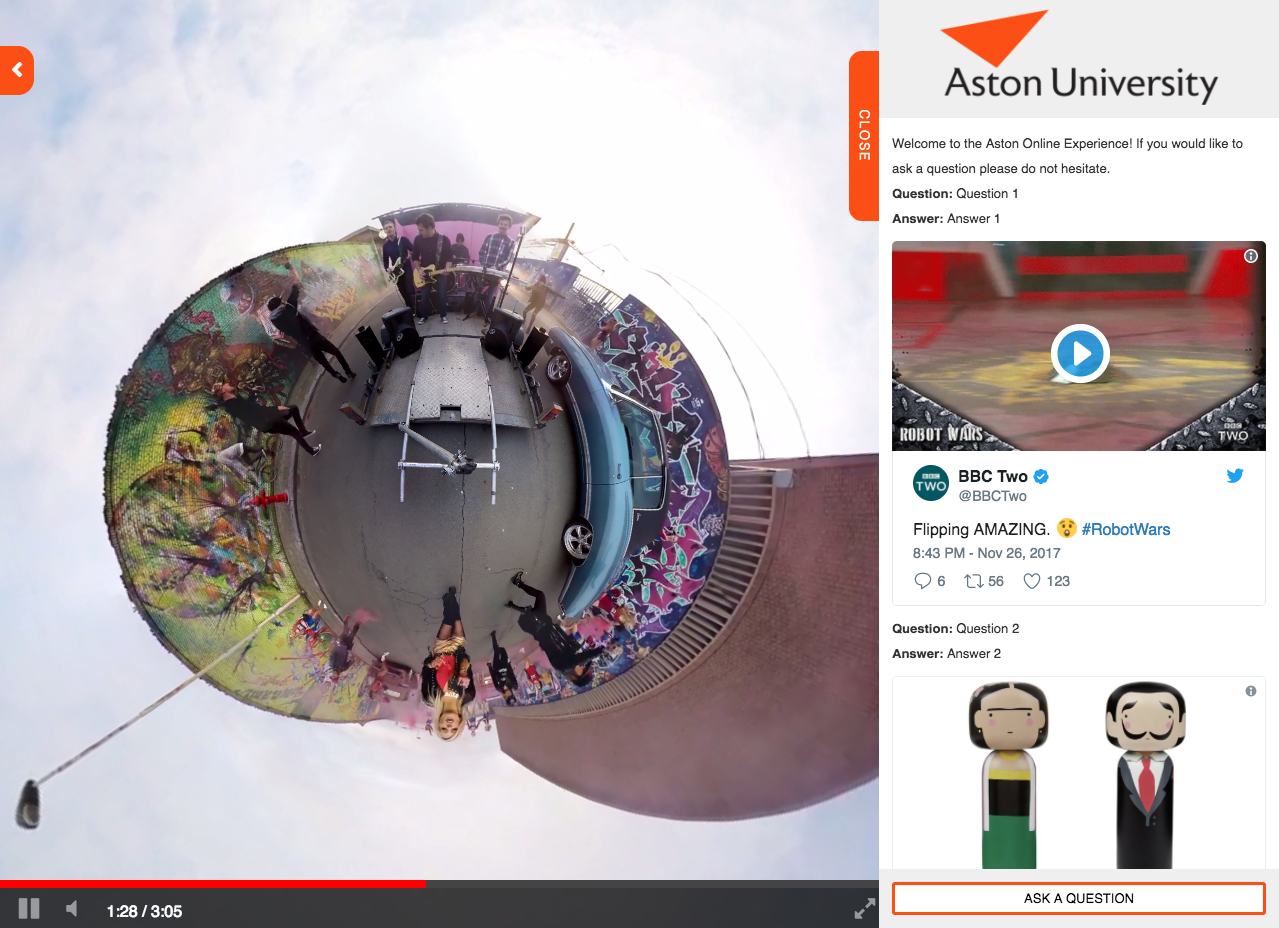 CLOSE
1:28 / 3:05
Aston University
Welcome to the Aston Online Experience! If you would like to
ask a question please do not hesitate.
Question: Question 1
Answer: Answer 1
ROBOT WARS
BBC
TWO
BBC
TWO
BBC Two
@BBCTwo
Flipping AMAZING. 😲 #RobotWars
8:43 PM - Nov 26, 2017
6 56 123
Question: Question 2
Answer: Answer 2
ASK A QUESTION